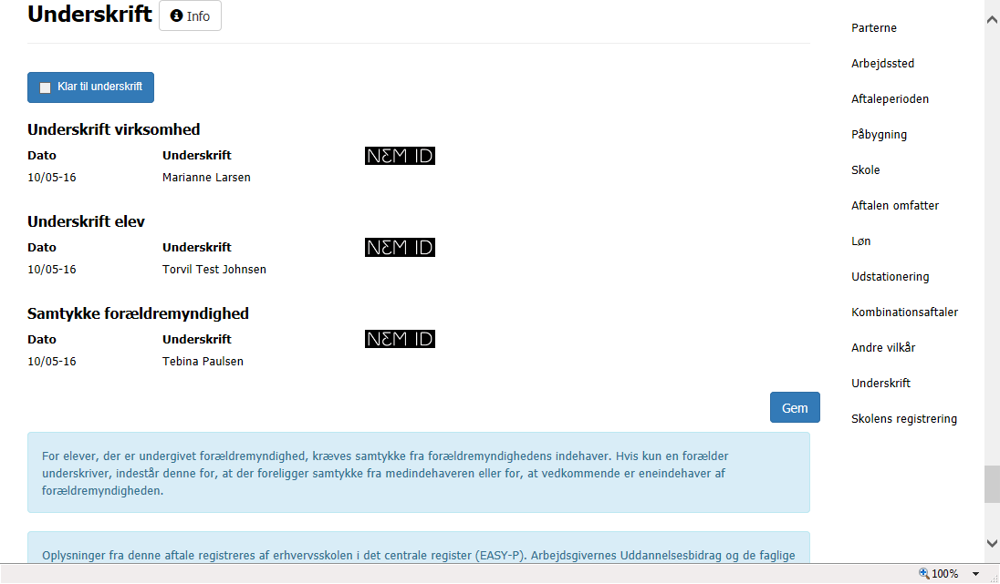 Underskrift
Info
Klar til underskrift
Underskrift virksomhed
Dato Underskrift NEM ID
10/05-16 Marianne Larsen
Underskrift elev
Dato Underskrift NEM ID
10/05-16 Torvil Test Johnsen
Samtykke forældremyndighed
Dato Underskrift NEM ID
10/05-16 Tebina Paulsen
Gem
For elever, der er undergivet forældremyndighed, kræves samtykke fra forældremyndighedens indehaver. Hvis kun en forælder
underskriver, indestår denne for, at der foreligger samtykke fra medindehaveren eller for, at vedkommende er eneindehaver af
forældremyndigheden.
Oplysninger fra denne aftale registreres af erhvervsskolen i det centrale register (EASY-P). Arbejdsgivernes Uddannelsesbidrag og de faglige
Parterne
Arbejdssted
Aftaleperioden
Påbygning
Skole
Aftalen omfatter
Løn
Udstationering
Kombinationsaftaler
Andre vilkår
Underskrift
Skolens registrering
100%